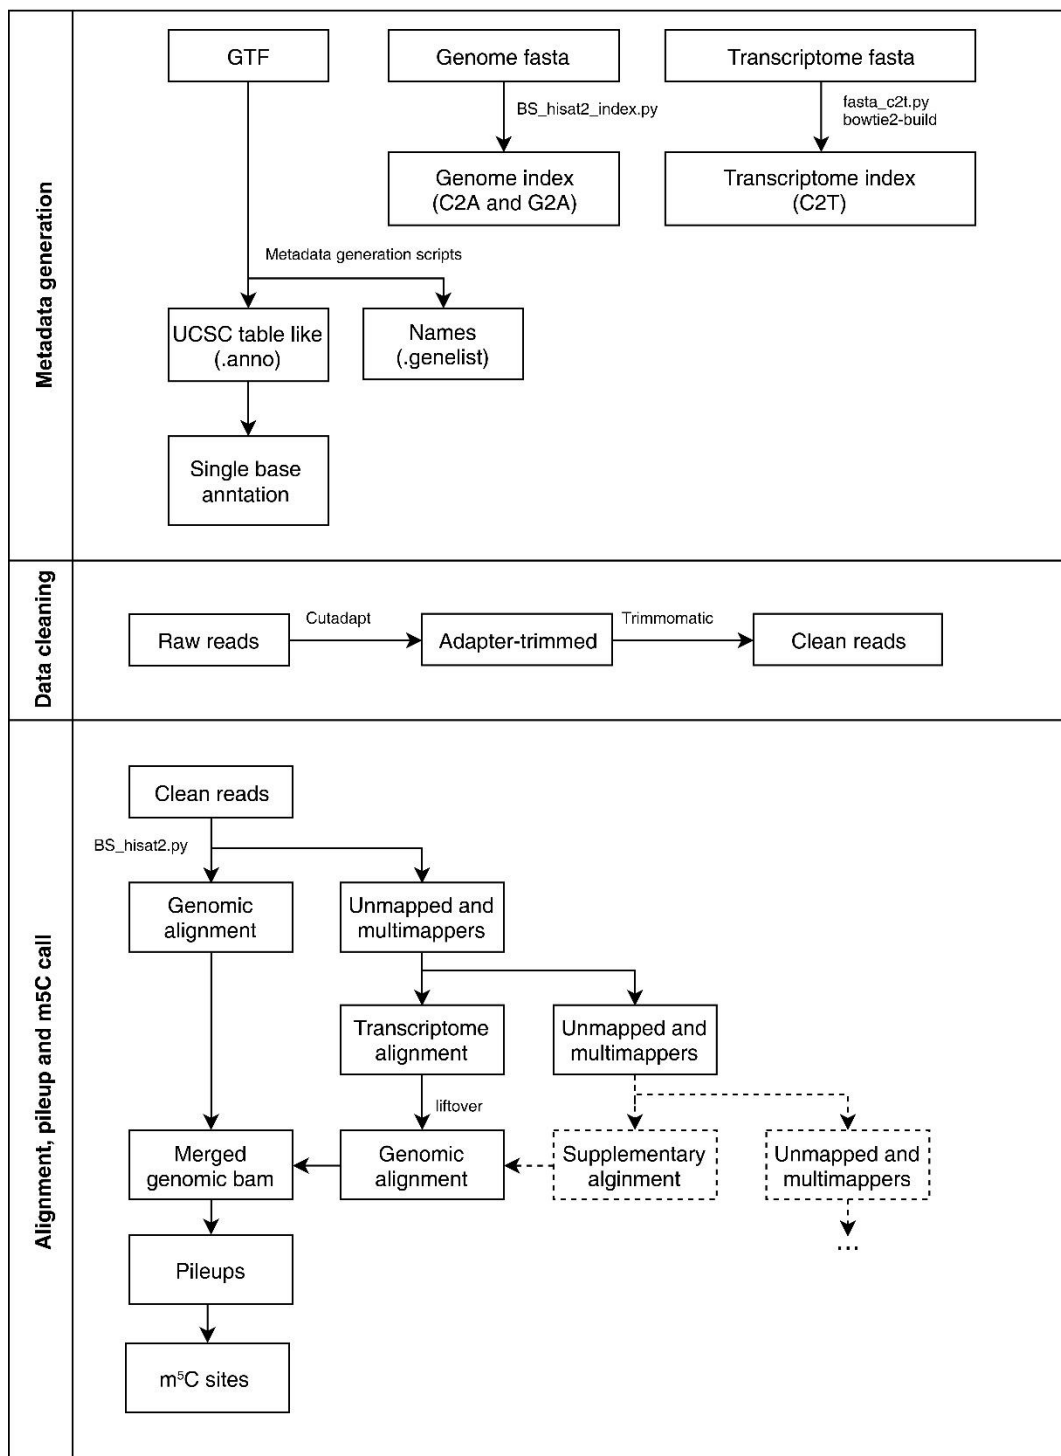 Metadata generation
GTF
Genome fasta
Transcriptome fasta
BS_hisat2_index.py
fasta_c2t.py
bowtie2-build
Genome index
(C2A and G2A)
Transcriptome index
(C2T)
Metadata generation scripts
UCSC table like
(.anno)
Names
(.genelist)
Single base
anntation
Data cleaning
Raw reads
Cutadapt
Adapter-trimmed
Trimmomatic
Clean reads
Alignment, pileup and m5C call
Clean reads
BS_hisat2.py
Genomic
alignment
Unmapped and
multimappers
Transcriptome
alignment
Unmapped and
multimappers
liftover
Merged
genomic bam
Genomic
alignment
Supplementary
alginment
Unmapped and
multimappers
...
Pileups
m⁵C sites